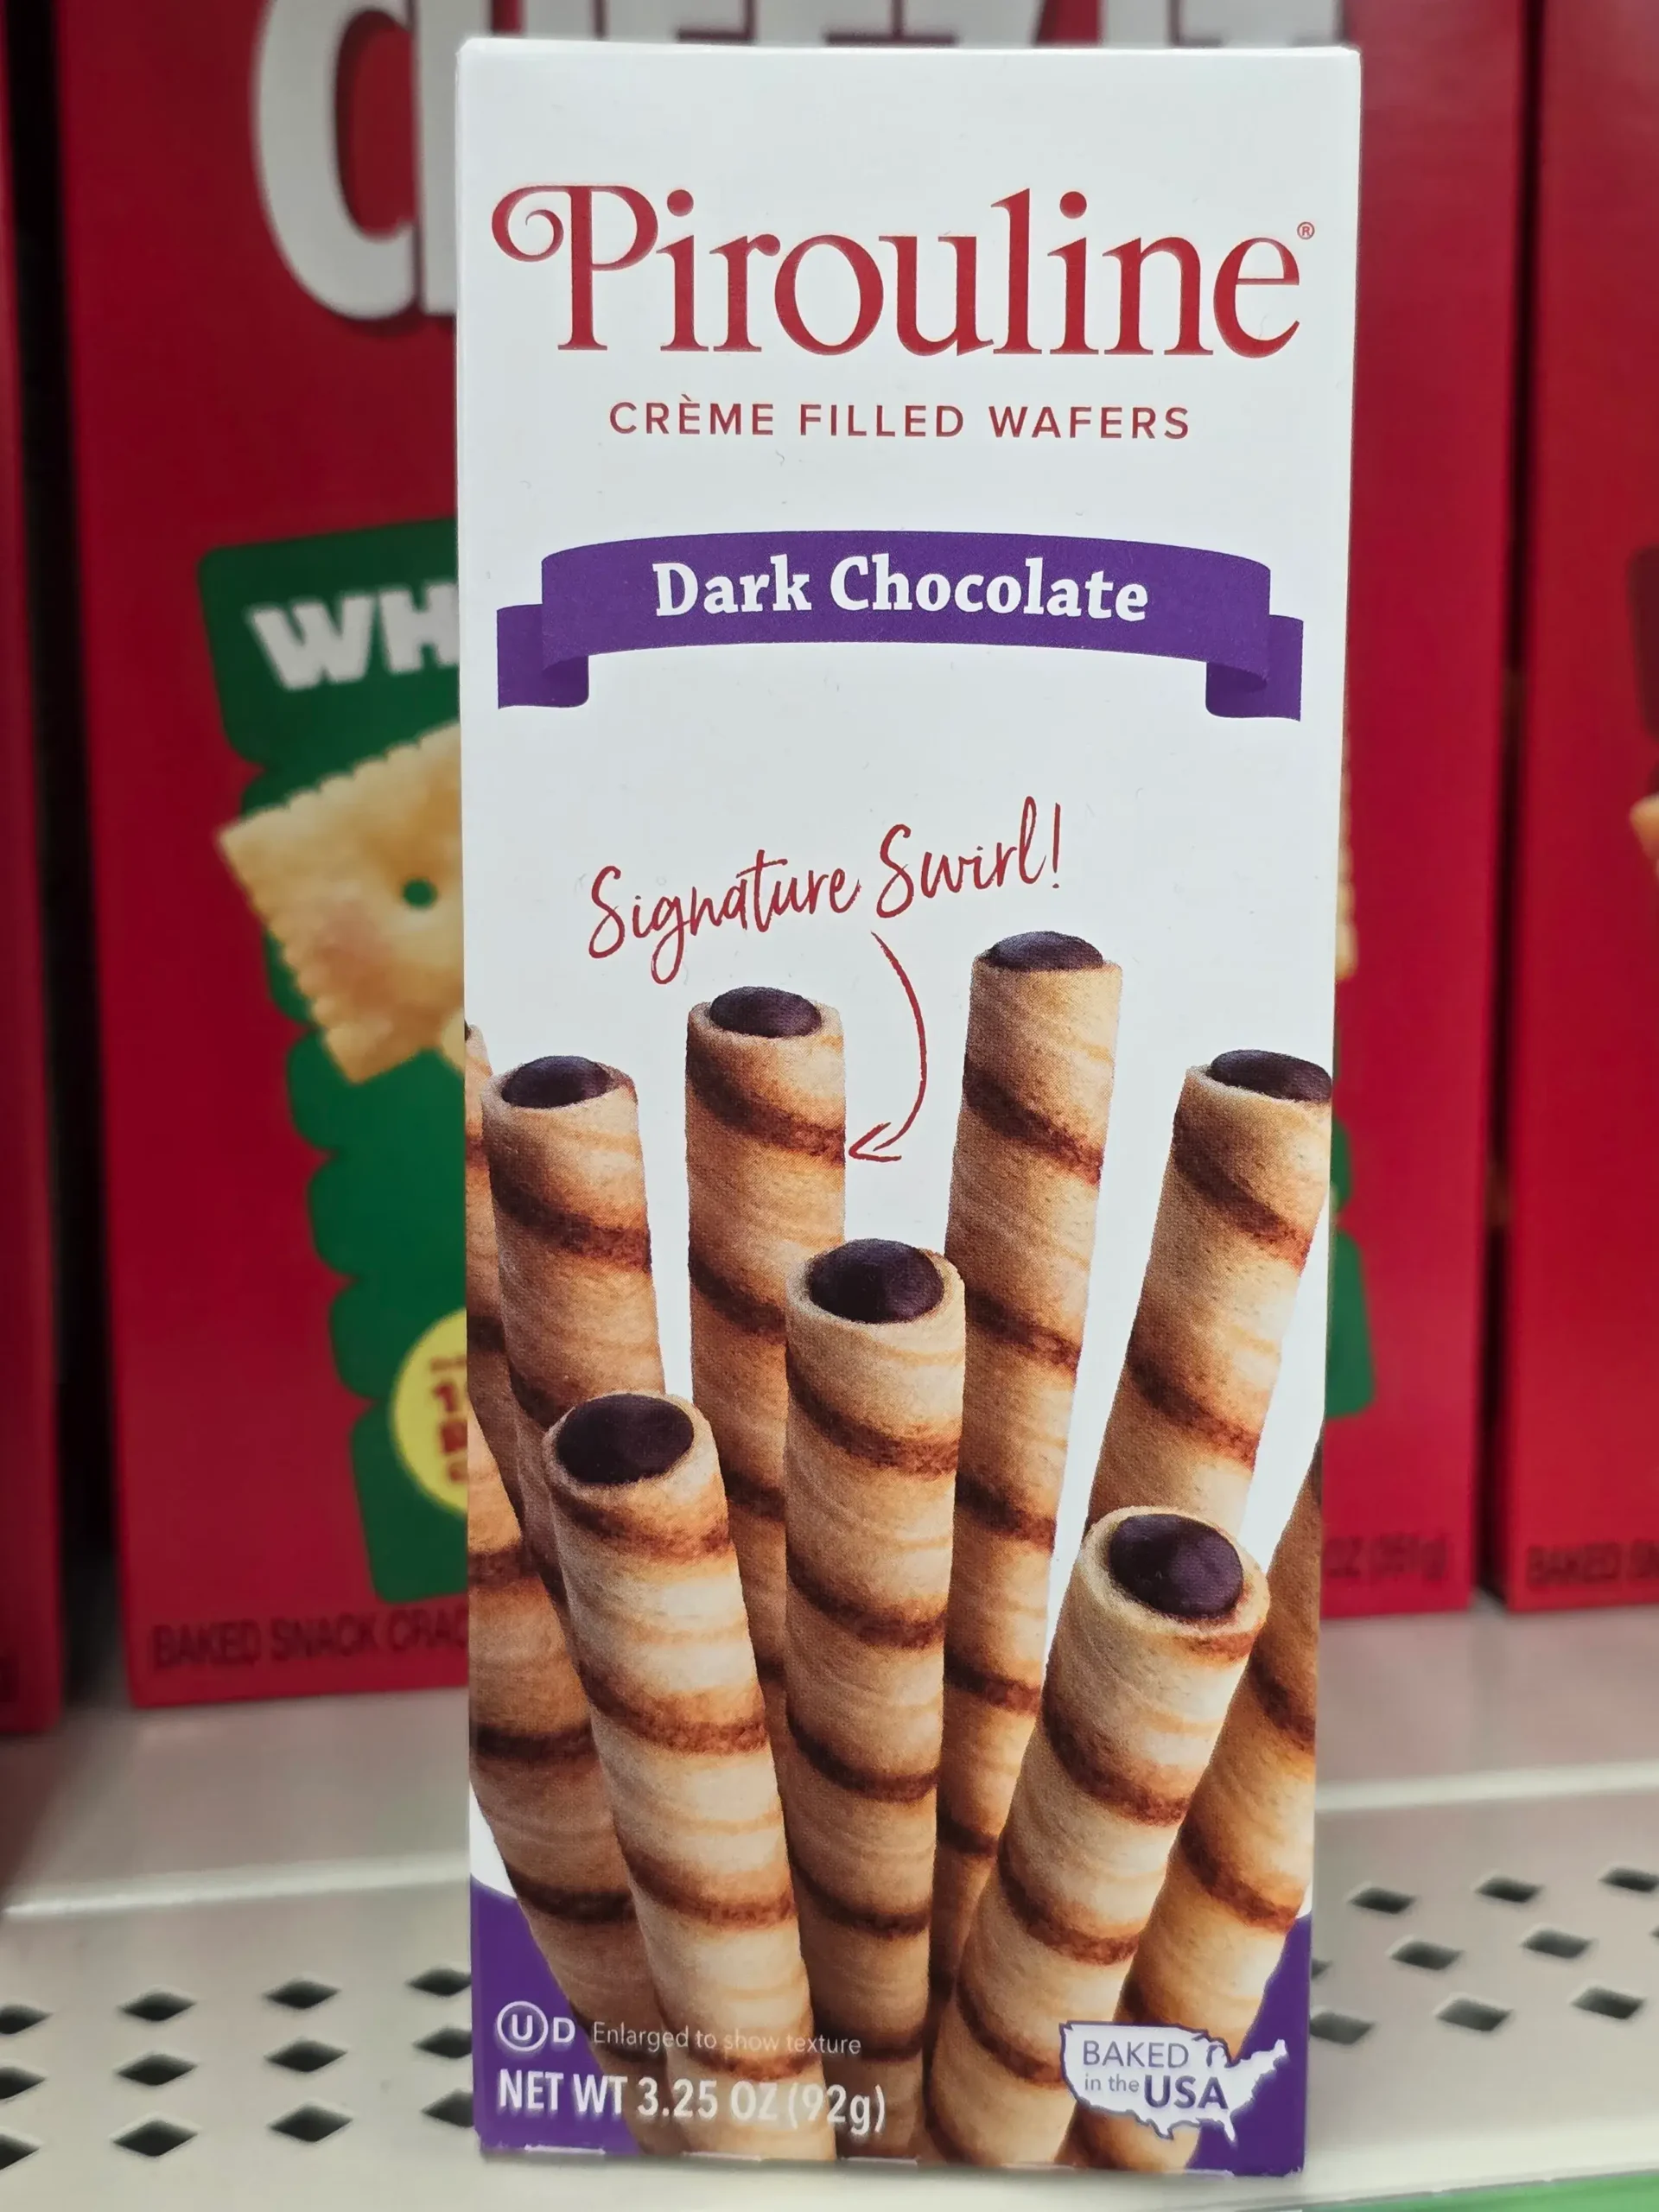 Pirouline®
CRÈME FILLED WAFERS
Dark Chocolate
Signature Swirl!
U D Enlarged to show texture
NET WT 3.25 OZ (92g)
BAKED
in the USA
WH
BAKED SNACK CRAC